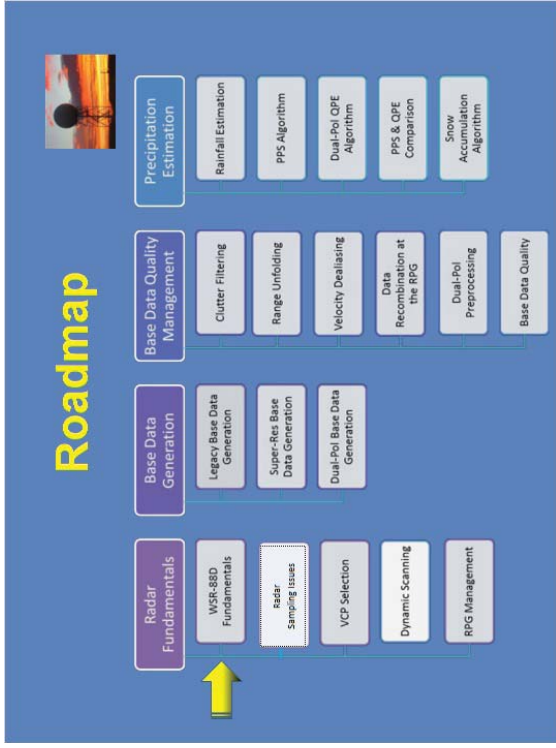 Roadmap
Radar
Fundamentals
WSR-88D
Fundamentals
Radar
Sampling Issues
VCP Selection
Dynamic Scanning
RPG Management
Base Data
Generation
Legacy Base Data
Generation
Super-Res Base
Data Generation
Dual-Pol Base Data
Generation
Base Data Quality
Management
Clutter Filtering
Range Unfolding
Velocity Dealiasing
Data
Recombination at
the RPG
Dual-Pol
Preprocessing
Base Data Quality
Precipitation
Estimation
Rainfall Estimation
PPS Algorithm
Dual-Pol QPE
Algorithm
PPS & QPE
Comparison
Snow
Accumulation
Algorithm